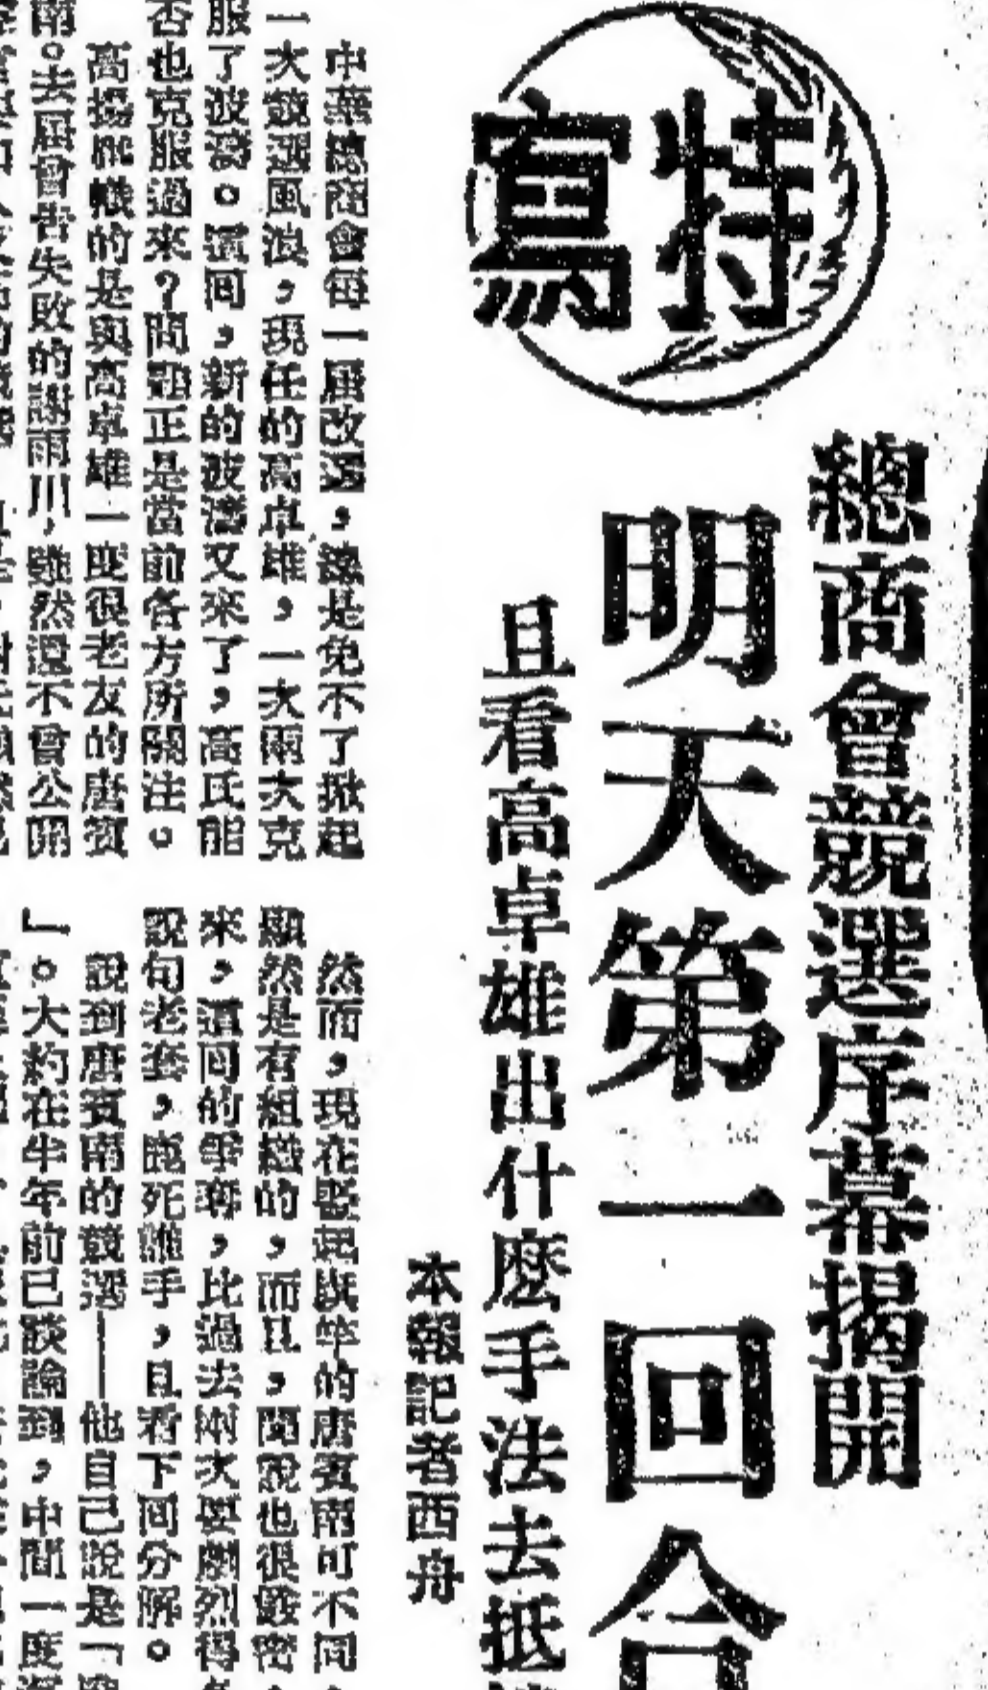 特寫
總商會競選序幕揭開
明天第一回合
且看高卓雄出什麽手法去抵
本報記者西舟
中華總商會每一屆改選，總是免不了掀起
一次競選風浪，現任的高卓雄，一次兩次克
服了波濤。這回，新的波濤又來了，高氏能
否也克服過來？問題正是當前各方所關注。
高揚旗幟的是與高卓雄一度很老友的唐賓
南。去屆曾告失敗的謝雨川，雖然還不曾公開
然而，現在豎起旗竿的唐賓南可不同，
顯然是有組織的，而且，聞說也很嚴密，
來，這回的爭奪，比過去兩次要劇烈得
說句老套，鹿死誰手，且看下回分解。
說到唐賓南的競選——他自己說是「
」。大約在半年前已談論到，中間一度